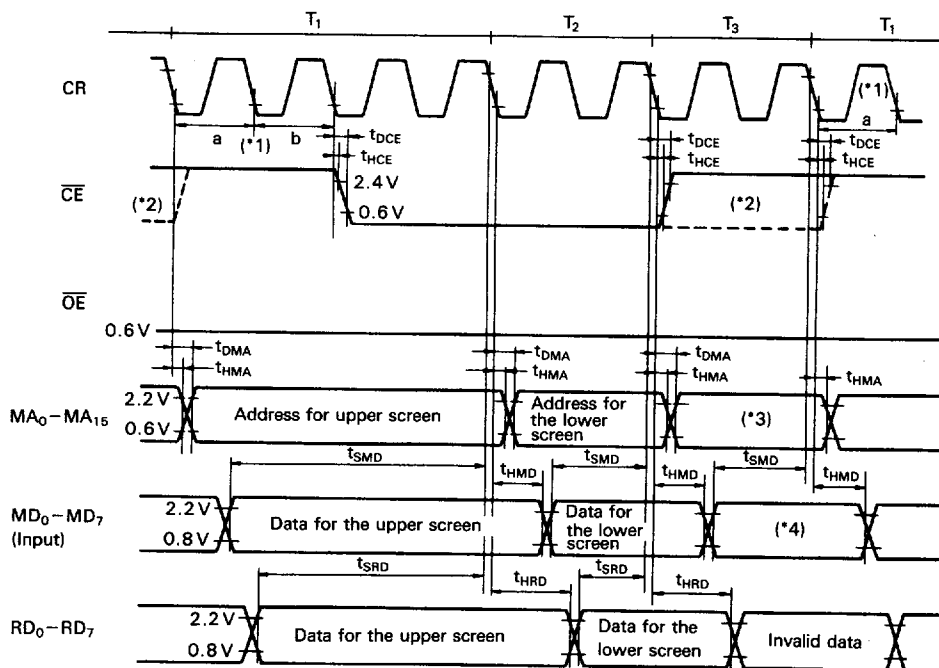 T₁ T₂ T₃ T₁
CR
(*1)
a (*1) b
a
tDCE
tHCE
tDCE
tHCE
tDCE
tHCE
CE
(*2)
2.4 V
0.6 V
(*2)
OE
0.6 V
tDMA
tHMA
tDMA
tHMA
tDMA
tHMA
tHMA
MA₀−MA₁₅
2.2 V
0.6 V
Address for upper screen
Address for
the lower
screen
(*3)
tSMD
tHMD
tSMD
tHMD
tSMD
tHMD
MD₀−MD₇
(Input)
2.2 V
0.8 V
Data for the upper screen
Data for
the lower
screen
(*4)
tSRD
tHRD
tSRD
tHRD
RD₀−RD₇
2.2 V
0.8 V
Data for the upper screen
Data for the
lower screen
Invalid data